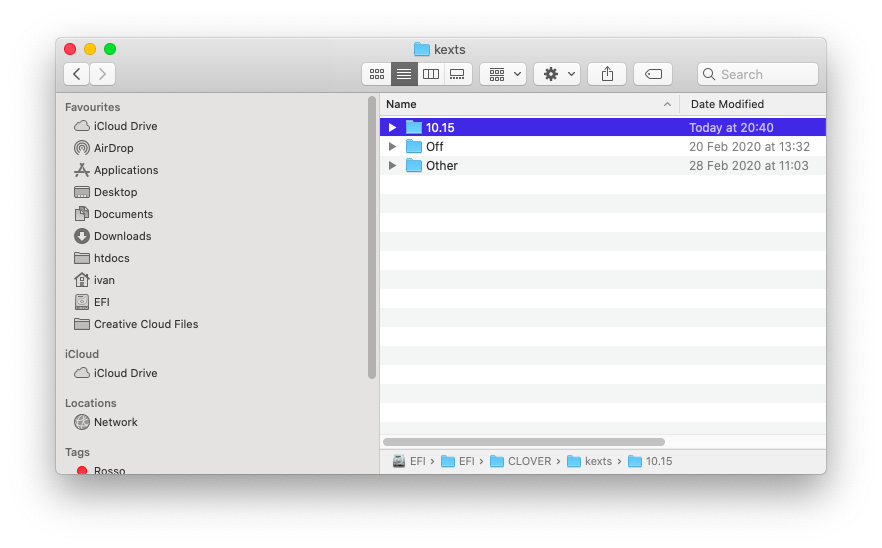 kexts
Search
Favourites
iCloud Drive
AirDrop
Applications
Desktop
Documents
Downloads
htdocs
ivan
EFI
Creative Cloud Files
iCloud
iCloud Drive
Locations
Network
Tags
Rosso
Name Date Modified
10.15 Today at 20:40
Off 20 Feb 2020 at 13:32
Other 28 Feb 2020 at 11:03
EFI › EFI › CLOVER › kexts › 10.15